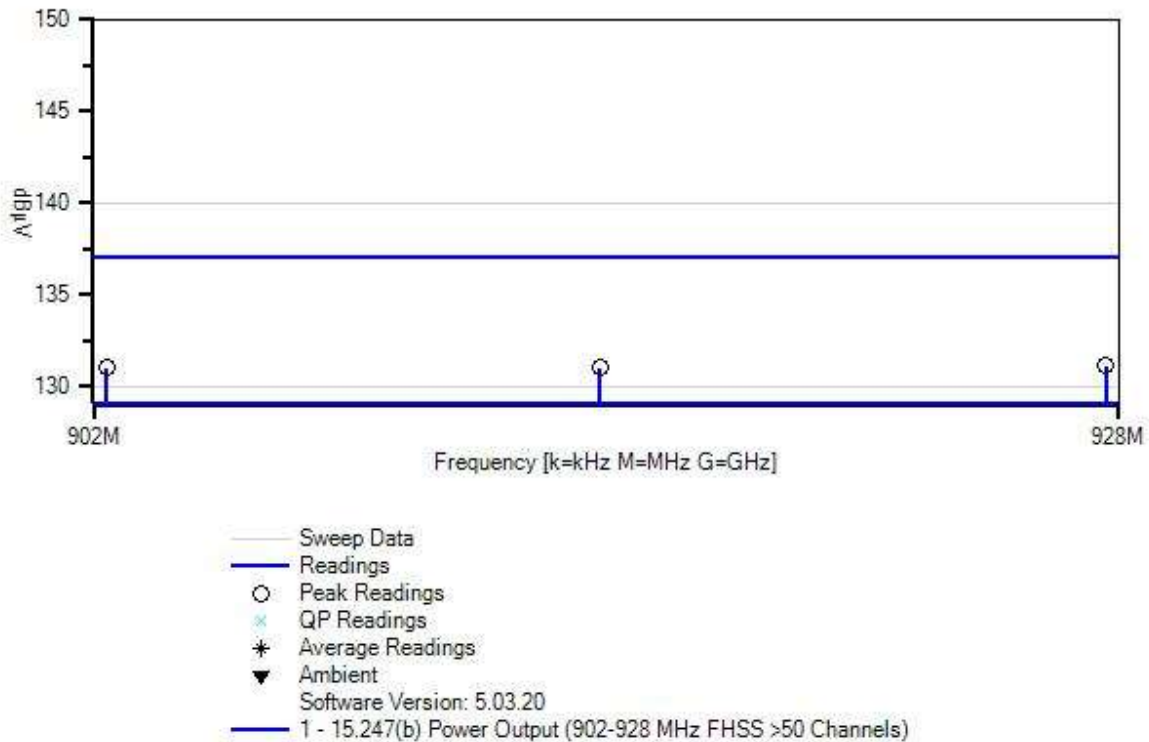 150
145
140
135
130
dBµV
902M
928M
Frequency [k=kHz M=MHz G=GHz]
Sweep Data
Readings
Peak Readings
QP Readings
Average Readings
Ambient
Software Version: 5.03.20
1 - 15.247(b) Power Output (902-928 MHz FHSS >50 Channels)